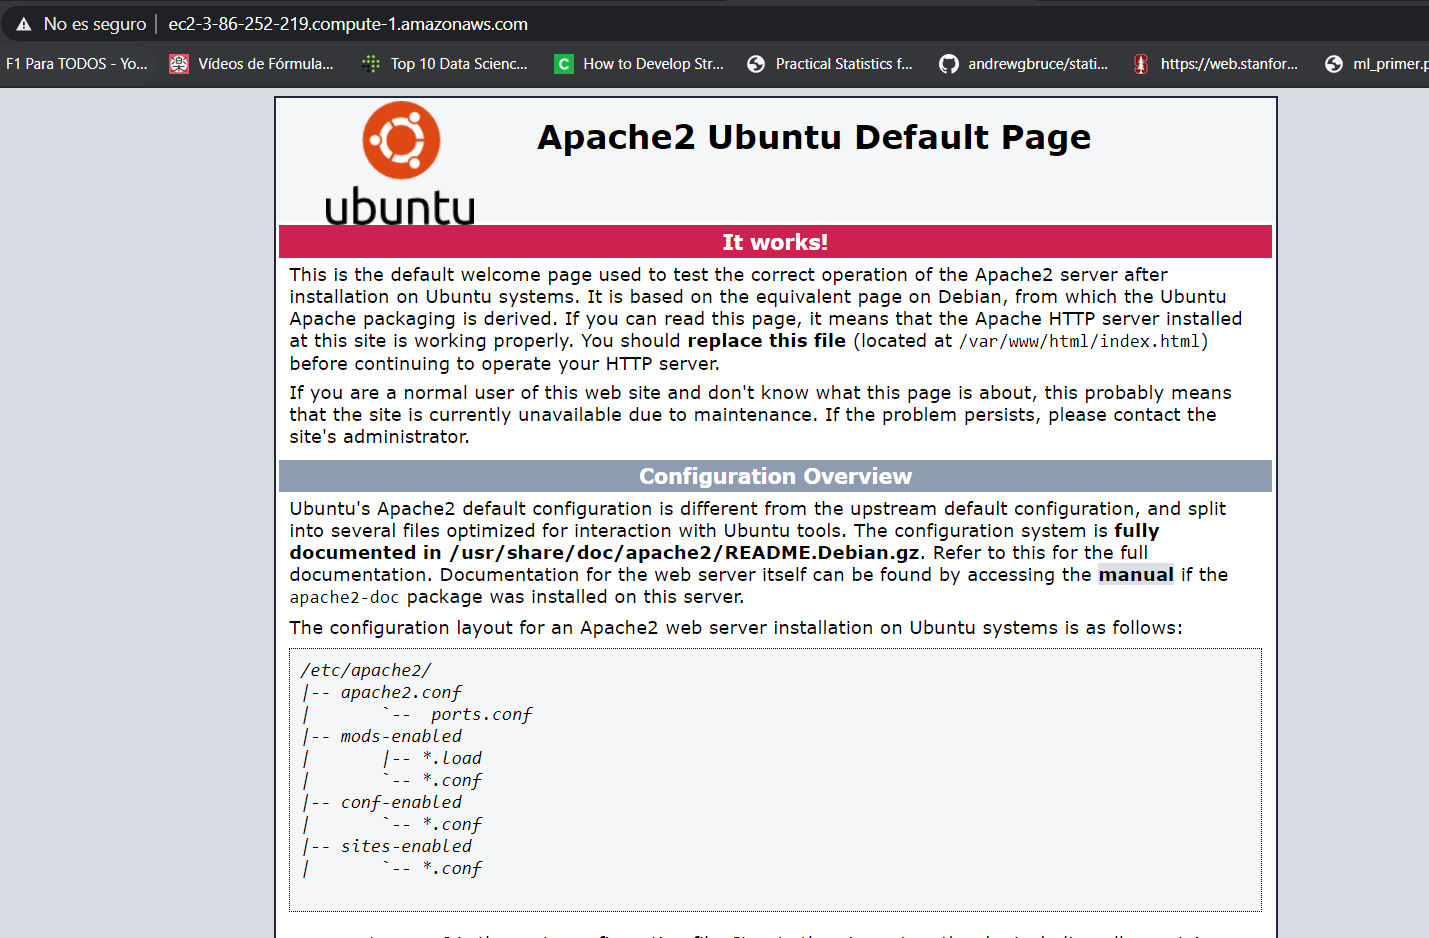 No es seguro | ec2-3-86-252-219.compute-1.amazonaws.com
F1 Para TODOS - Yo... Vídeos de Fórmula... Top 10 Data Scienc... How to Develop Str... Practical Statistics f... andrewgbruce/stati... https://web.stanfor... ml_primer.p
ubuntu
Apache2 Ubuntu Default Page
It works!
This is the default welcome page used to test the correct operation of the Apache2 server after
installation on Ubuntu systems. It is based on the equivalent page on Debian, from which the Ubuntu
Apache packaging is derived. If you can read this page, it means that the Apache HTTP server installed
at this site is working properly. You should replace this file (located at /var/www/html/index.html)
before continuing to operate your HTTP server.
If you are a normal user of this web site and don't know what this page is about, this probably means
that the site is currently unavailable due to maintenance. If the problem persists, please contact the
site's administrator.
Configuration Overview
Ubuntu's Apache2 default configuration is different from the upstream default configuration, and split
into several files optimized for interaction with Ubuntu tools. The configuration system is fully
documented in /usr/share/doc/apache2/README.Debian.gz. Refer to this for the full
documentation. Documentation for the web server itself can be found by accessing the manual if the
apache2-doc package was installed on this server.
The configuration layout for an Apache2 web server installation on Ubuntu systems is as follows:
/etc/apache2/
|-- apache2.conf
|       `--  ports.conf
|-- mods-enabled
|       |-- *.load
|       `-- *.conf
|-- conf-enabled
|       `-- *.conf
|-- sites-enabled
|       `-- *.conf